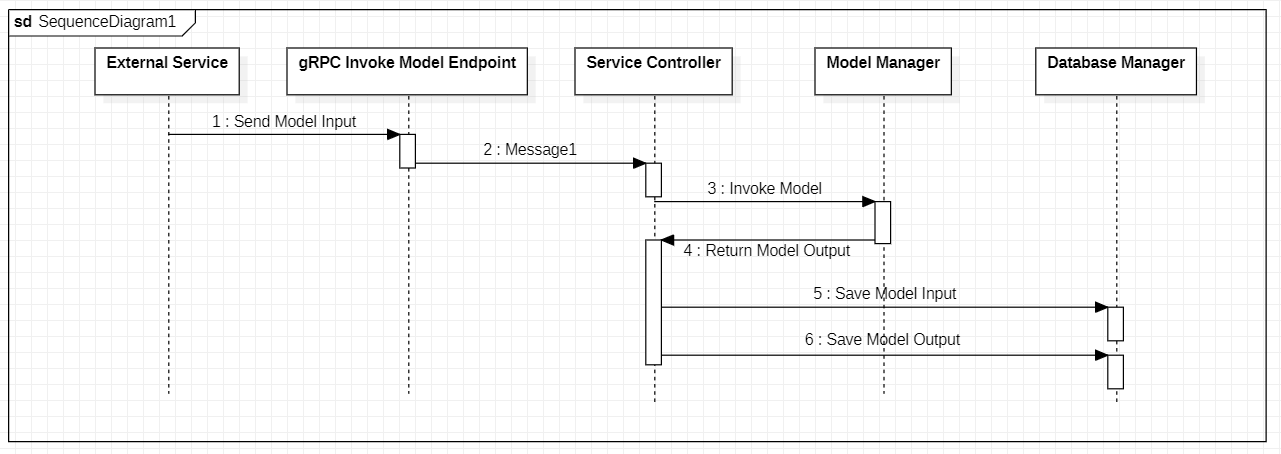 sd SequenceDiagram1
External Service
gRPC Invoke Model Endpoint
Service Controller
Model Manager
Database Manager
1 : Send Model Input
2 : Message1
3 : Invoke Model
4 : Return Model Output
5 : Save Model Input
6 : Save Model Output